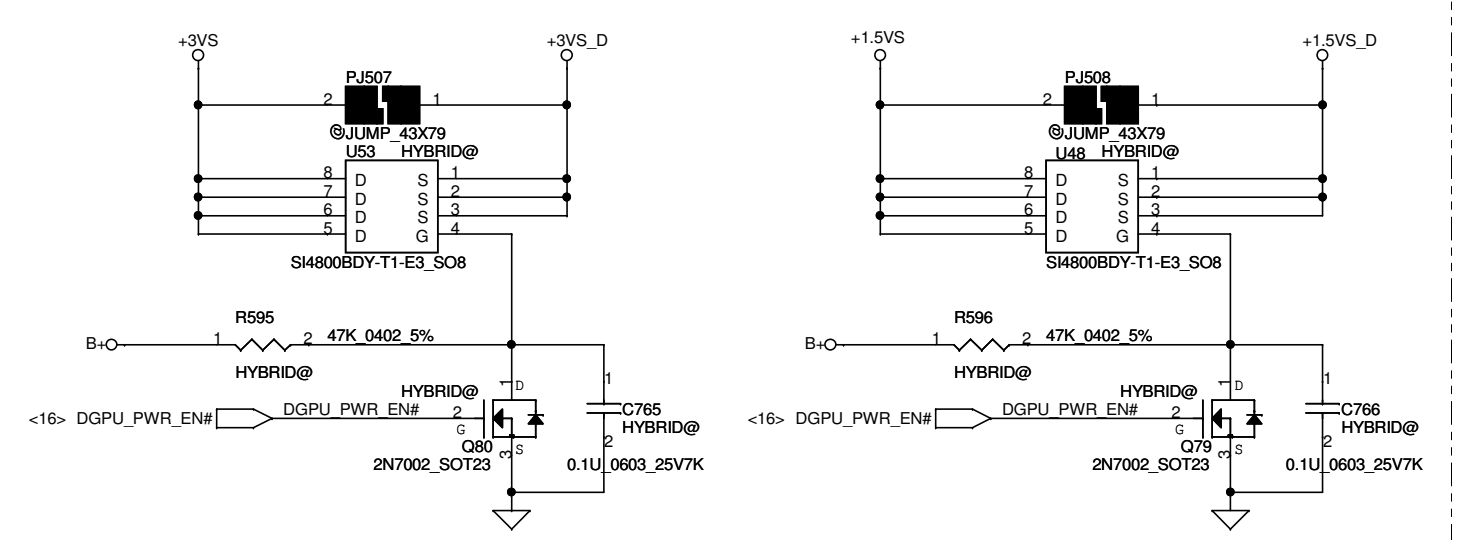 +3VS
+3VS_D
PJ507
2
1
@JUMP_43X79
U53
HYBRID@
8 D S 1
7 D S 2
6 D S 3
5 D G 4
SI4800BDY-T1-E3_SO8
R595
B+
1
2
47K_0402_5%
HYBRID@
HYBRID@
1
D
1
<16> DGPU_PWR_EN#
DGPU_PWR_EN#
2
G
C765
HYBRID@
Q80
3
S
2
2N7002_SOT23
0.1U_0603_25V7K
+1.5VS
+1.5VS_D
PJ508
2
1
@JUMP_43X79
U48
HYBRID@
8 D S 1
7 D S 2
6 D S 3
5 D G 4
SI4800BDY-T1-E3_SO8
R596
B+
1
2
47K_0402_5%
HYBRID@
HYBRID@
1
D
1
<16> DGPU_PWR_EN#
DGPU_PWR_EN#
2
G
C766
HYBRID@
Q79
3
S
2
2N7002_SOT23
0.1U_0603_25V7K